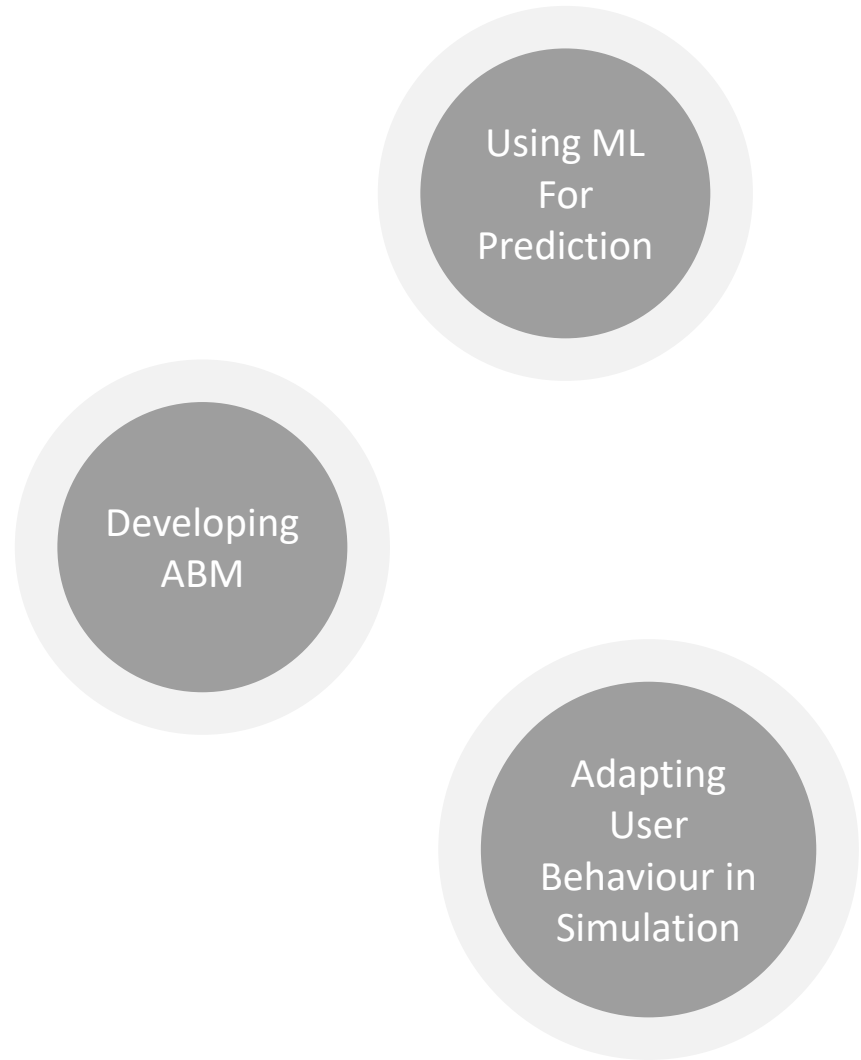 Using ML
For
Prediction
Developing
ABM
Adapting
User
Behaviour in
Simulation